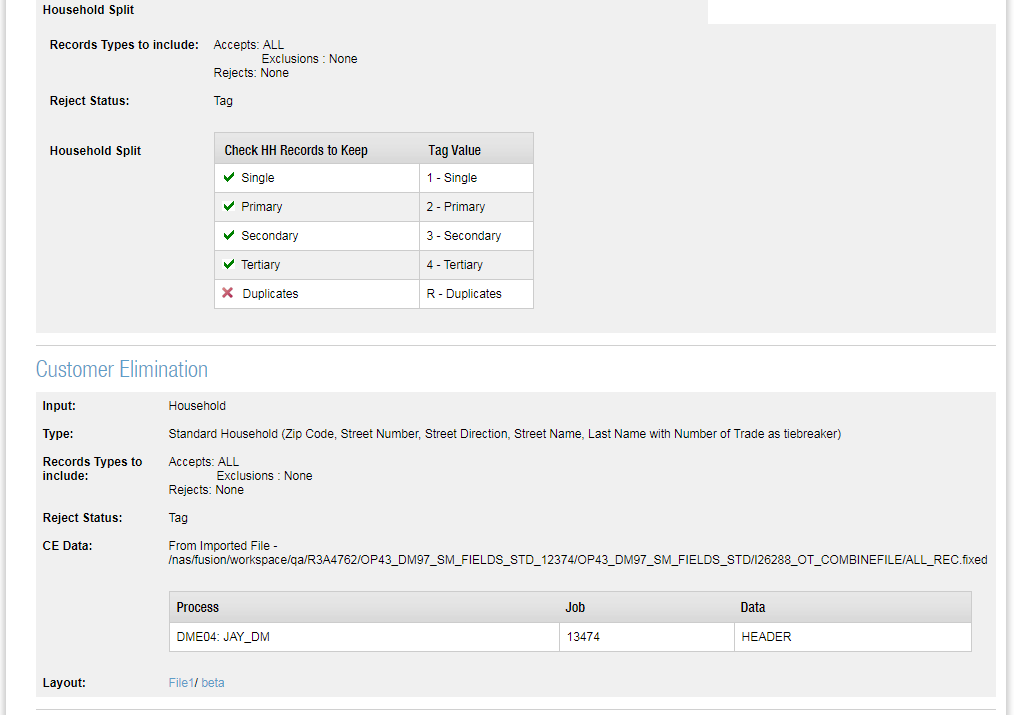 Household Split
Records Types to include: Accepts: ALL
Exclusions : None
Rejects: None
Reject Status: Tag
Household Split
Check HH Records to Keep Tag Value
Single 1 - Single
Primary 2 - Primary
Secondary 3 - Secondary
Tertiary 4 - Tertiary
Duplicates R - Duplicates
Customer Elimination
Input: Household
Type: Standard Household (Zip Code, Street Number, Street Direction, Street Name, Last Name with Number of Trade as tiebreaker)
Records Types to include: Accepts: ALL
Exclusions : None
Rejects: None
Reject Status: Tag
CE Data: From Imported File -
/nas/fusion/workspace/qa/R3A4762/OP43_DM97_SM_FIELDS_STD_12374/OP43_DM97_SM_FIELDS_STD/I26288_OT_COMBINEFILE/ALL_REC.fixed
Process Job Data
DME04: JAY_DM 13474 HEADER
Layout: File1/ beta